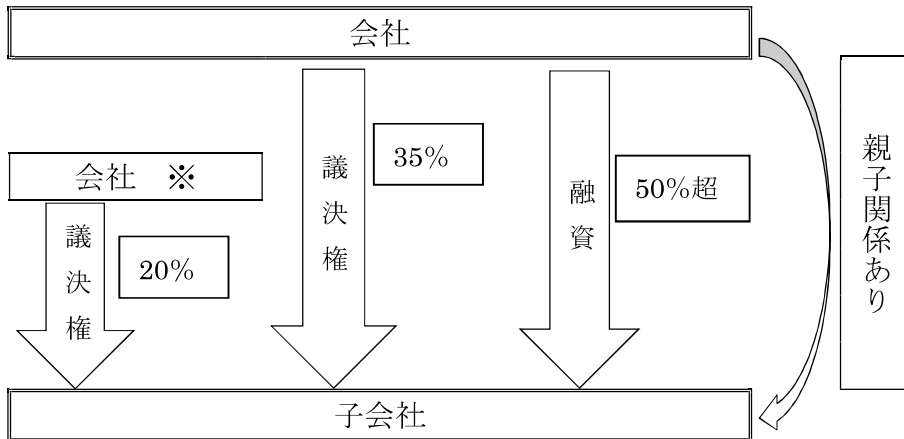 会社
議決権
35%
融資
50%超
親子関係あり
会社 ※
議決権
20%
子会社